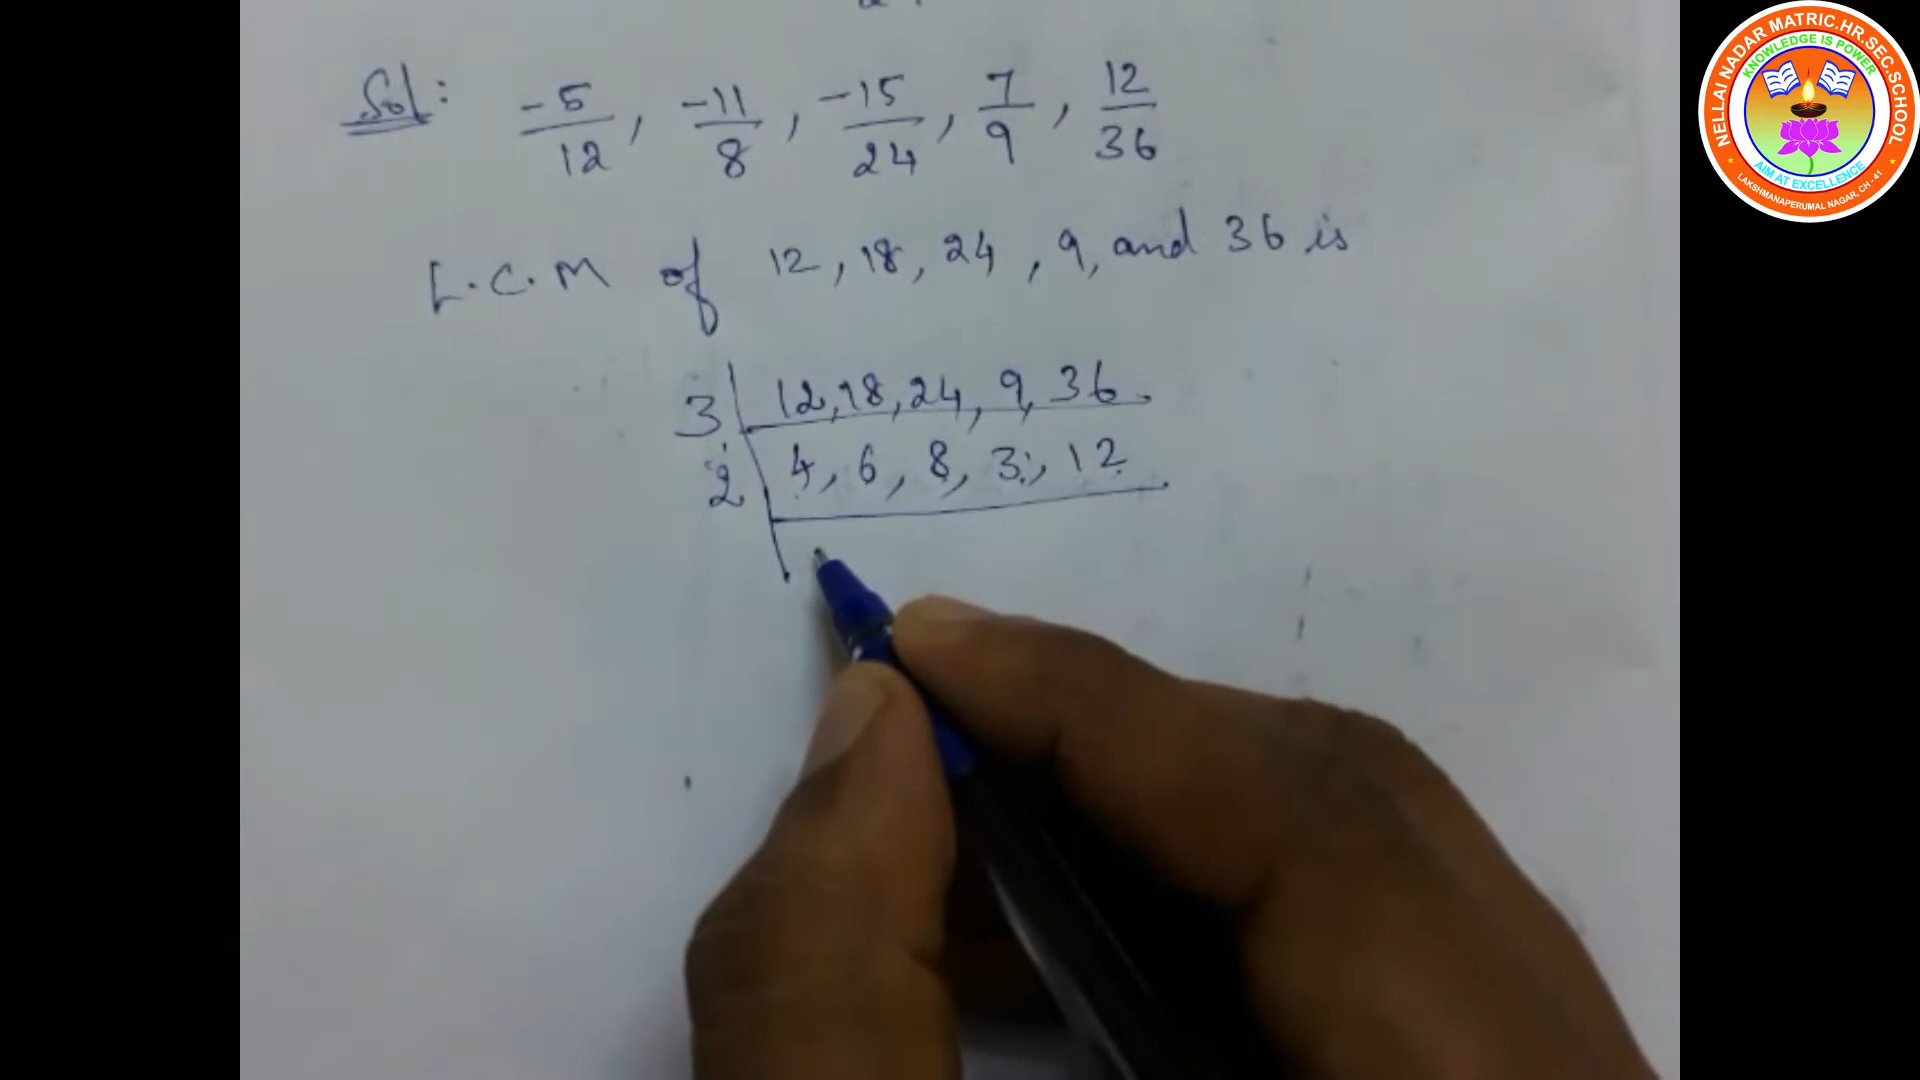 Sol: -5/12, -11/8, -15/24, 7/9, 12/36
L.C.M of 12, 18, 24, 9, and 36 is
3 | 12, 18, 24, 9, 36
2 | 4, 6, 8, 3, 12
NELLAI NADAR MATRIC.HR.SEC.SCHOOL
KNOWLEDGE IS POWER
AIM AT EXCELLENCE
LAKSHMANAPERUMAL NAGAR, CH - 41